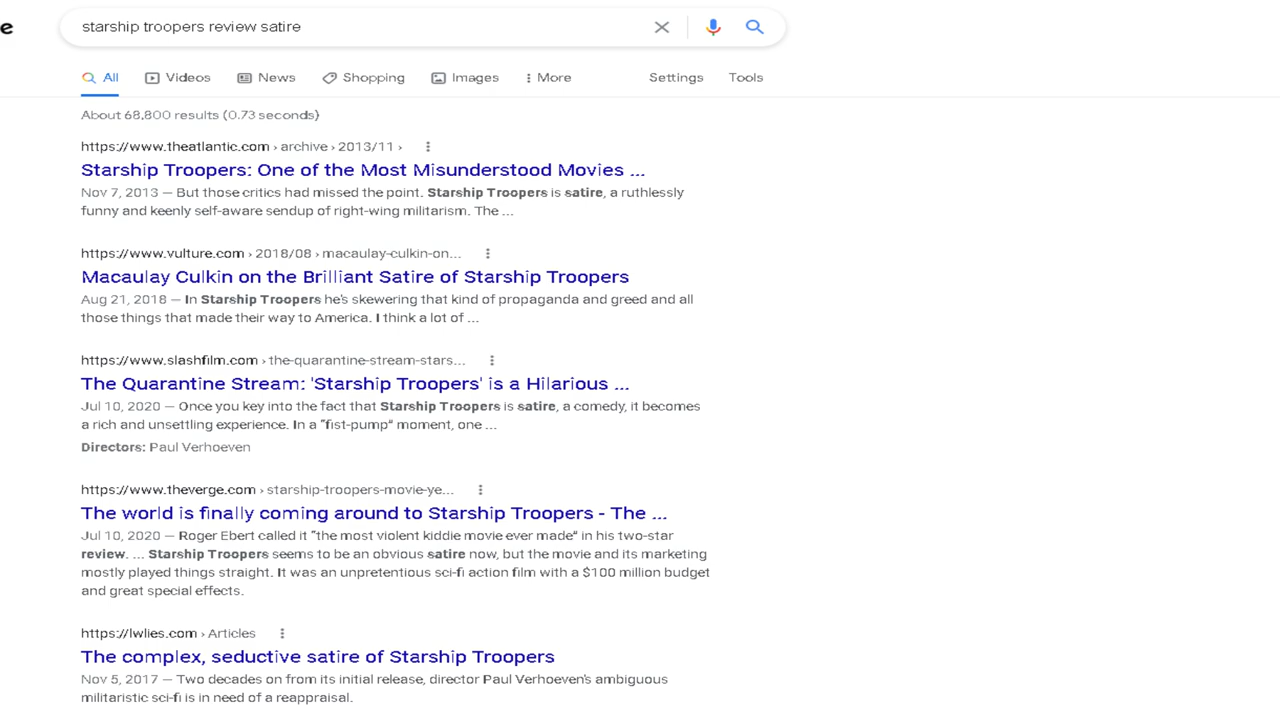 e
starship troopers review satire
All Videos News Shopping Images More Settings Tools
About 68,800 results (0.73 seconds)
https://www.theatlantic.com › archive › 2013/11 ›
Starship Troopers: One of the Most Misunderstood Movies ...
Nov 7, 2013 — But those critics had missed the point. Starship Troopers is satire, a ruthlessly
funny and keenly self-aware sendup of right-wing militarism. The ...
https://www.vulture.com › 2018/08 › macaulay-culkin-on...
Macaulay Culkin on the Brilliant Satire of Starship Troopers
Aug 21, 2018 — In Starship Troopers he's skewering that kind of propaganda and greed and all
those things that made their way to America. I think a lot of ...
https://www.slashfilm.com › the-quarantine-stream-stars...
The Quarantine Stream: 'Starship Troopers' is a Hilarious ...
Jul 10, 2020 — Once you key into the fact that Starship Troopers is satire, a comedy, it becomes
a rich and unsettling experience. In a "fist-pump" moment, one ...
Directors: Paul Verhoeven
https://www.theverge.com › starship-troopers-movie-ye...
The world is finally coming around to Starship Troopers - The ...
Jul 10, 2020 — Roger Ebert called it "the most violent kiddie movie ever made" in his two-star
review. ... Starship Troopers seems to be an obvious satire now, but the movie and its marketing
mostly played things straight. It was an unpretentious sci-fi action film with a $100 million budget
and great special effects.
https://lwlies.com › Articles
The complex, seductive satire of Starship Troopers
Nov 5, 2017 — Two decades on from its initial release, director Paul Verhoeven's ambiguous
militaristic sci-fi is in need of a reappraisal.